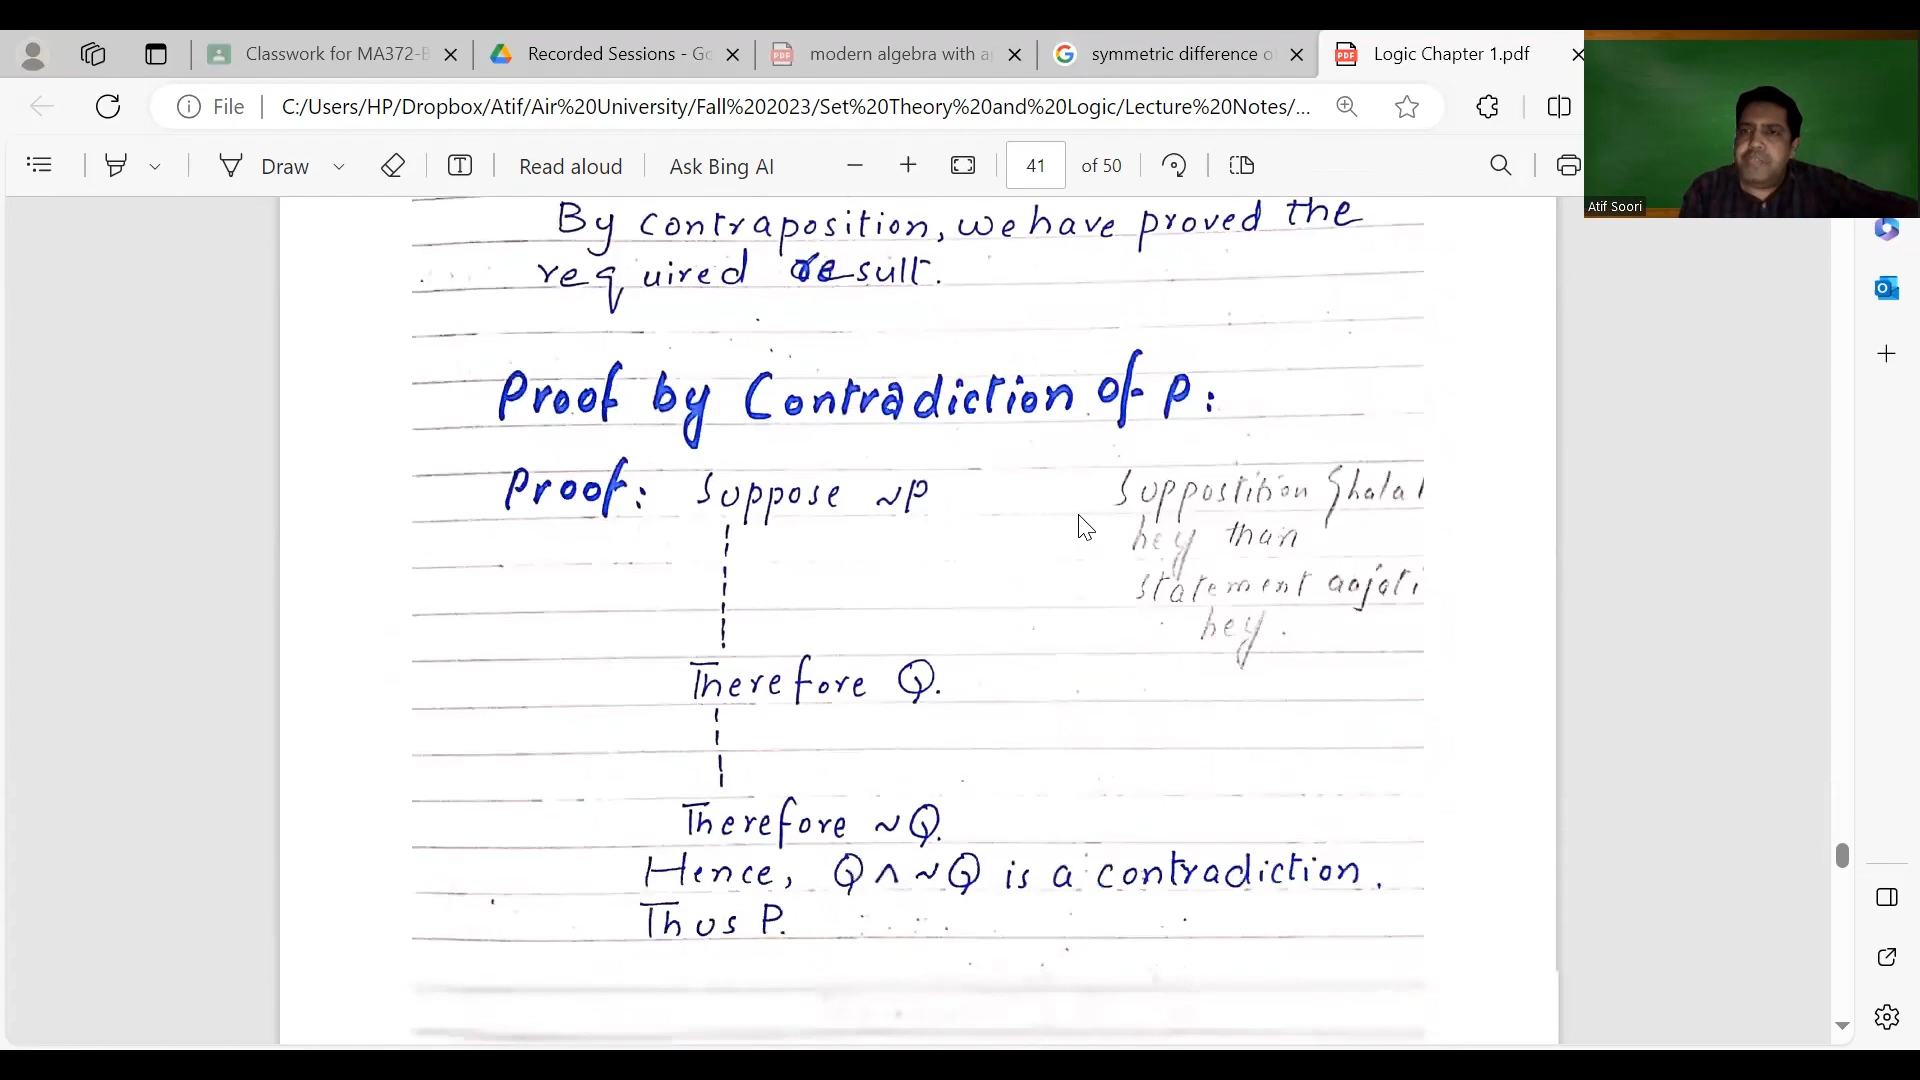 Classwork for MA372-B
Recorded Sessions - Go
modern algebra with a
symmetric difference o
Logic Chapter 1.pdf
File
C:/Users/HP/Dropbox/Atif/Air%20University/Fall%202023/Set%20Theory%20and%20Logic/Lecture%20Notes/...
Draw
Read aloud
Ask Bing AI
41
of 50
Atif Soori
By contraposition, we have proved the
required result.
Proof by Contradiction of P:
Proof: Suppose ~P
Suppostition Ghalat
hey than
statement aajati
hey.
Therefore Q.
Therefore ~Q.
Hence, Q ∧ ~Q is a contradiction.
Thus P.